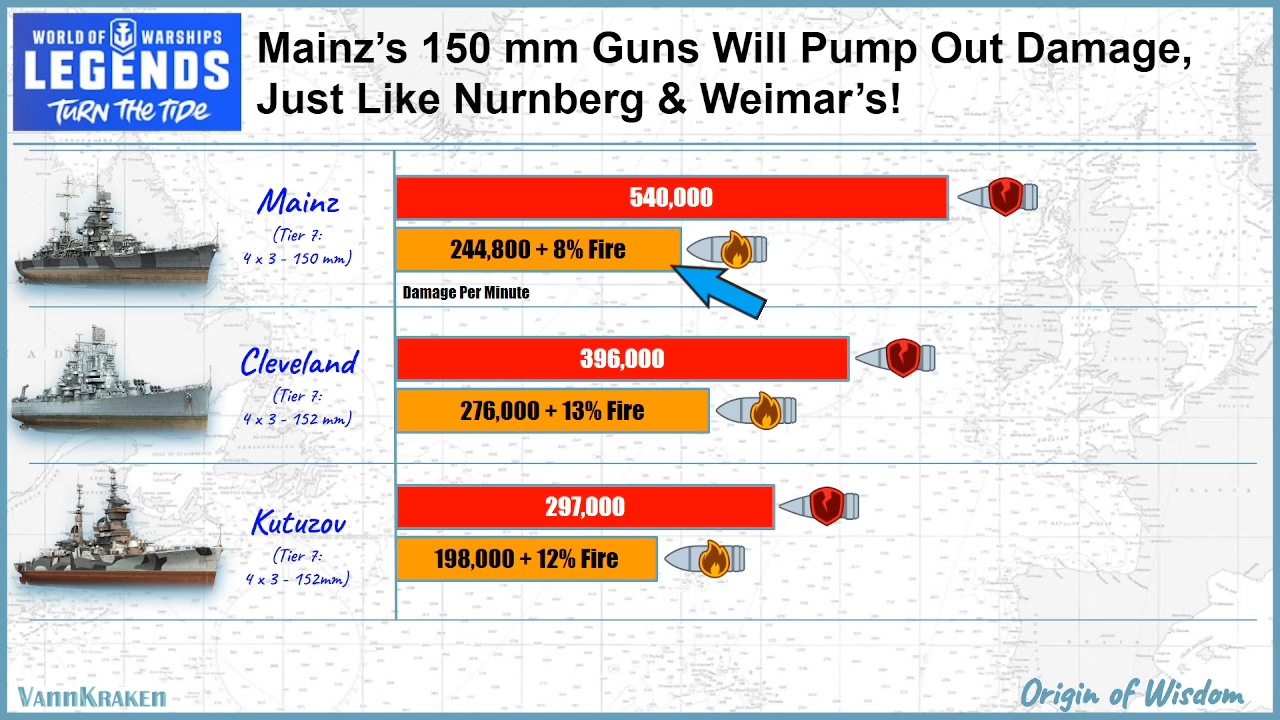 WORLD OF WARSHIPS
LEGENDS
TURN THE TIDE
Mainz’s 150 mm Guns Will Pump Out Damage,
Just Like Nurnberg & Weimar’s!
Mainz
(Tier 7:
4 x 3 - 150 mm)
540,000
244,800 + 8% Fire
Damage Per Minute
Cleveland
(Tier 7:
4 x 3 - 152 mm)
396,000
276,000 + 13% Fire
Kutuzov
(Tier 7:
4 x 3 - 152mm)
297,000
198,000 + 12% Fire
VannKraken
Origin of Wisdom